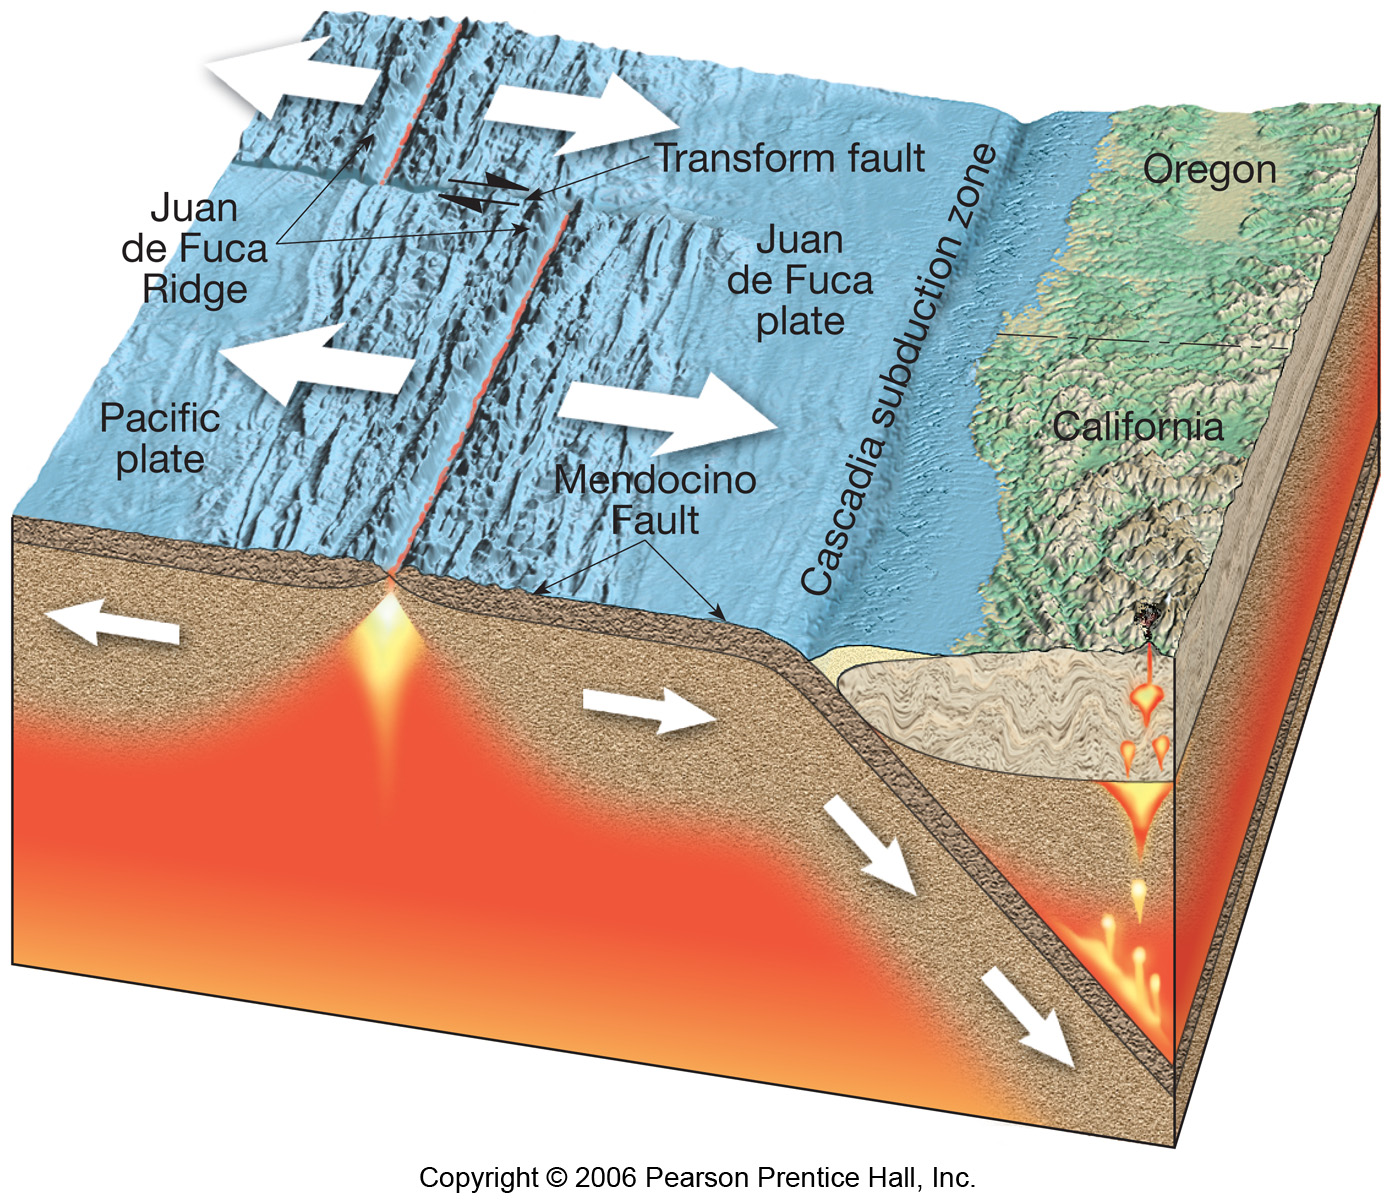 Transform fault
Oregon
Juan
de Fuca
Ridge
Juan
de Fuca
plate
Cascadia subduction zone
Pacific
plate
California
Mendocino
Fault
Copyright © 2006 Pearson Prentice Hall, Inc.